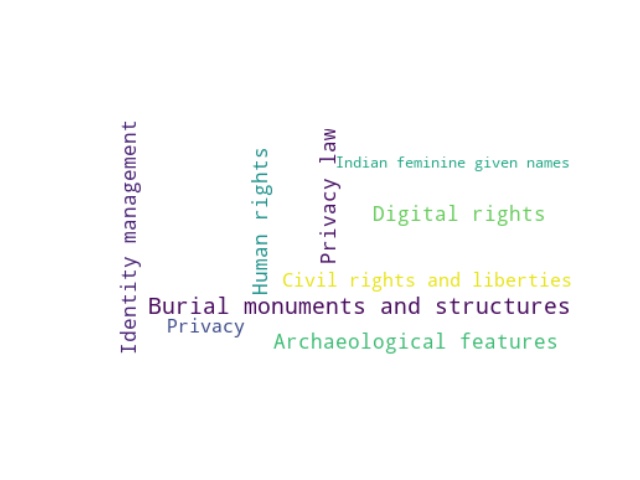 Identity management
Human rights
Privacy law
Indian feminine given names
Digital rights
Civil rights and liberties
Burial monuments and structures
Privacy
Archaeological features